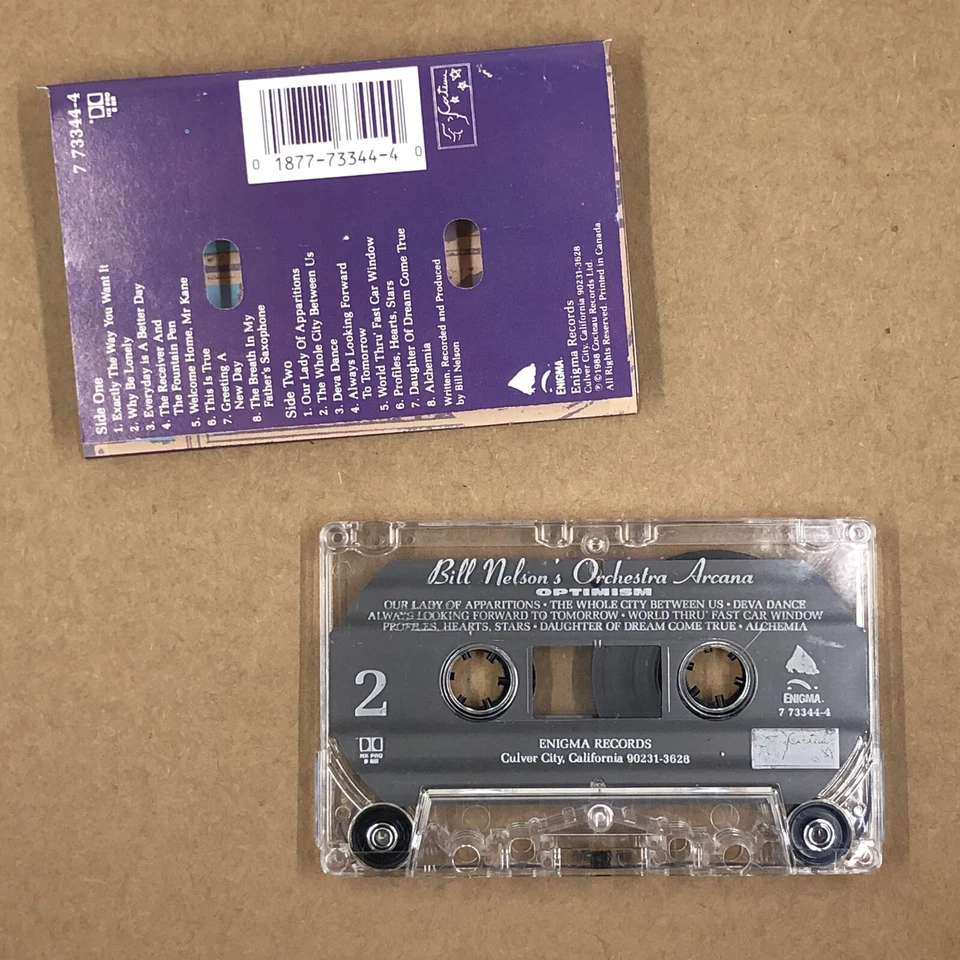 7 73344-4
HX PRO
B NR
0 1877-73344-4 0
Cocteau
Side One
1. Exactly The Way You Want It
2. Why Be Lonely
3. Everyday is A Better Day
4. The Receiver And
The Fountain Pen
5. Welcome Home, Mr Kane
6. This Is True
7. Greeting A
New Day
8. The Breath In My
Father's Saxophone
Side Two
1. Our Lady Of Apparitions
2. The Whole City Between Us
3. Deva Dance
4. Always Looking Forward
To Tomorrow
5. World Thru' Fast Car Window
6. Profiles, Hearts, Stars
7. Daughter Of Dream Come True
8. Alchemia
Written, Recorded and Produced
by Bill Nelson
ENIGMA.
Enigma Records
Culver City, California 90231-3628
℗ © 1988 Cocteau Records Ltd.
All Rights Reserved. Printed in Canada
Bill Nelson's Orchestra Arcana
OPTIMISM
OUR LADY OF APPARITIONS • THE WHOLE CITY BETWEEN US • DEVA DANCE
ALWAYS LOOKING FORWARD TO TOMORROW • WORLD THRU' FAST CAR WINDOW
PROFILES, HEARTS, STARS • DAUGHTER OF DREAM COME TRUE • ALCHEMIA
2
ENIGMA.
7 73344-4
HX PRO
B NR
ENIGMA RECORDS
Culver City, California 90231-3628
Cocteau